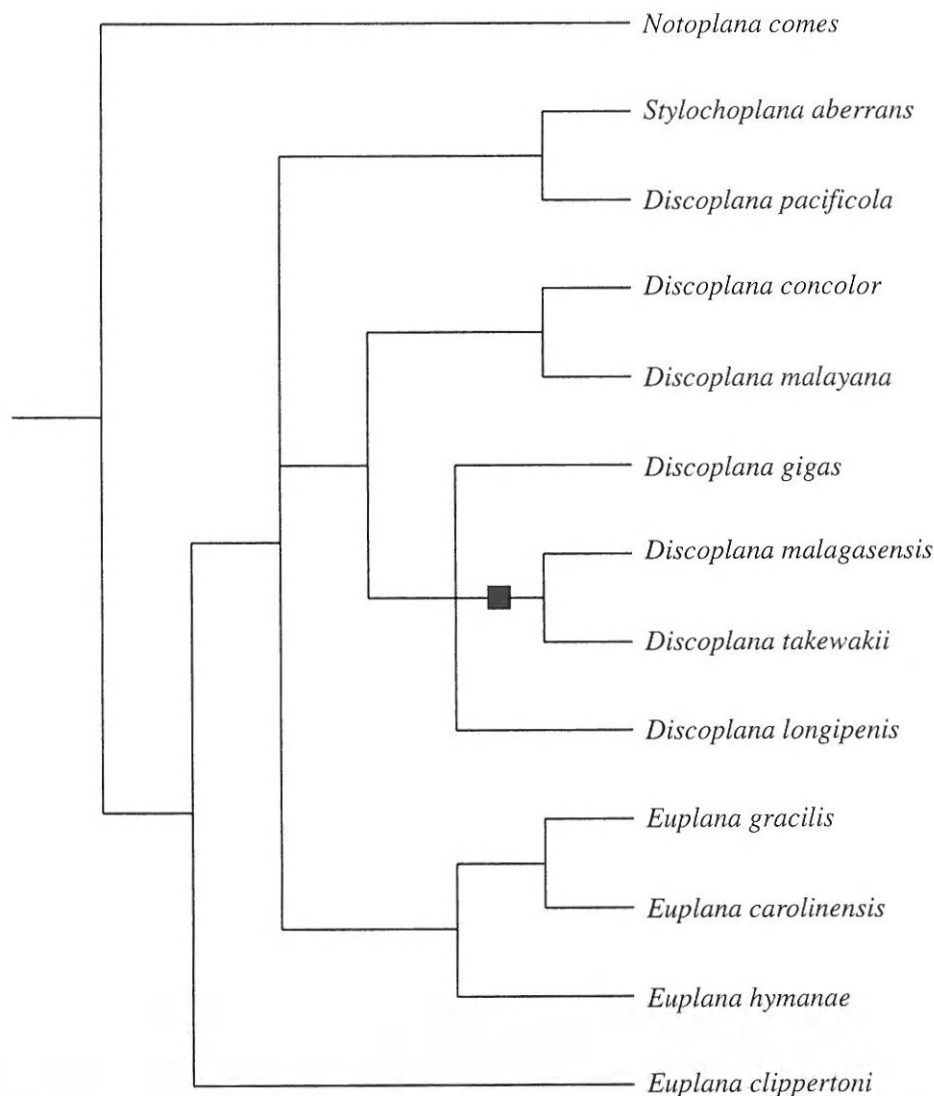 Notoplana comes
Stylochoplana aberrans
Discoplana pacificola
Discoplana concolor
Discoplana malayana
Discoplana gigas
Discoplana malagasensis
Discoplana takewakii
Discoplana longipenis
Euplana gracilis
Euplana carolinensis
Euplana hymanae
Euplana clippertoni